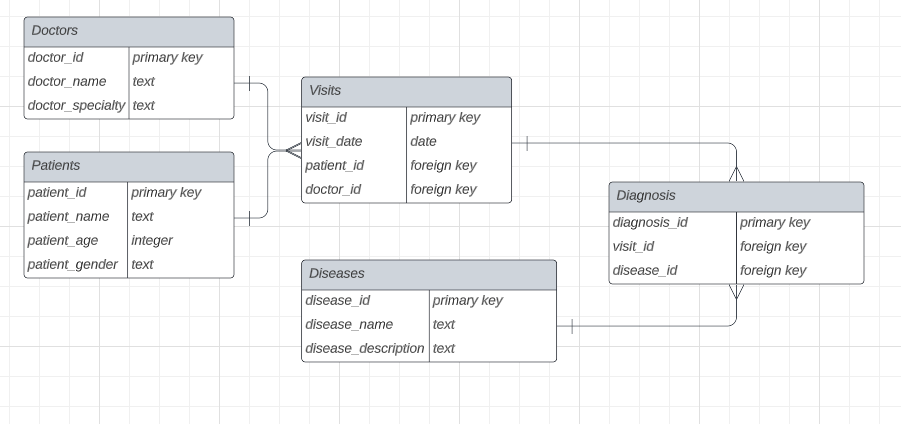 Doctors
doctor_id primary key
doctor_name text
doctor_specialty text
Patients
patient_id primary key
patient_name text
patient_age integer
patient_gender text
Visits
visit_id primary key
visit_date date
patient_id foreign key
doctor_id foreign key
Diagnosis
diagnosis_id primary key
visit_id foreign key
disease_id foreign key
Diseases
disease_id primary key
disease_name text
disease_description text